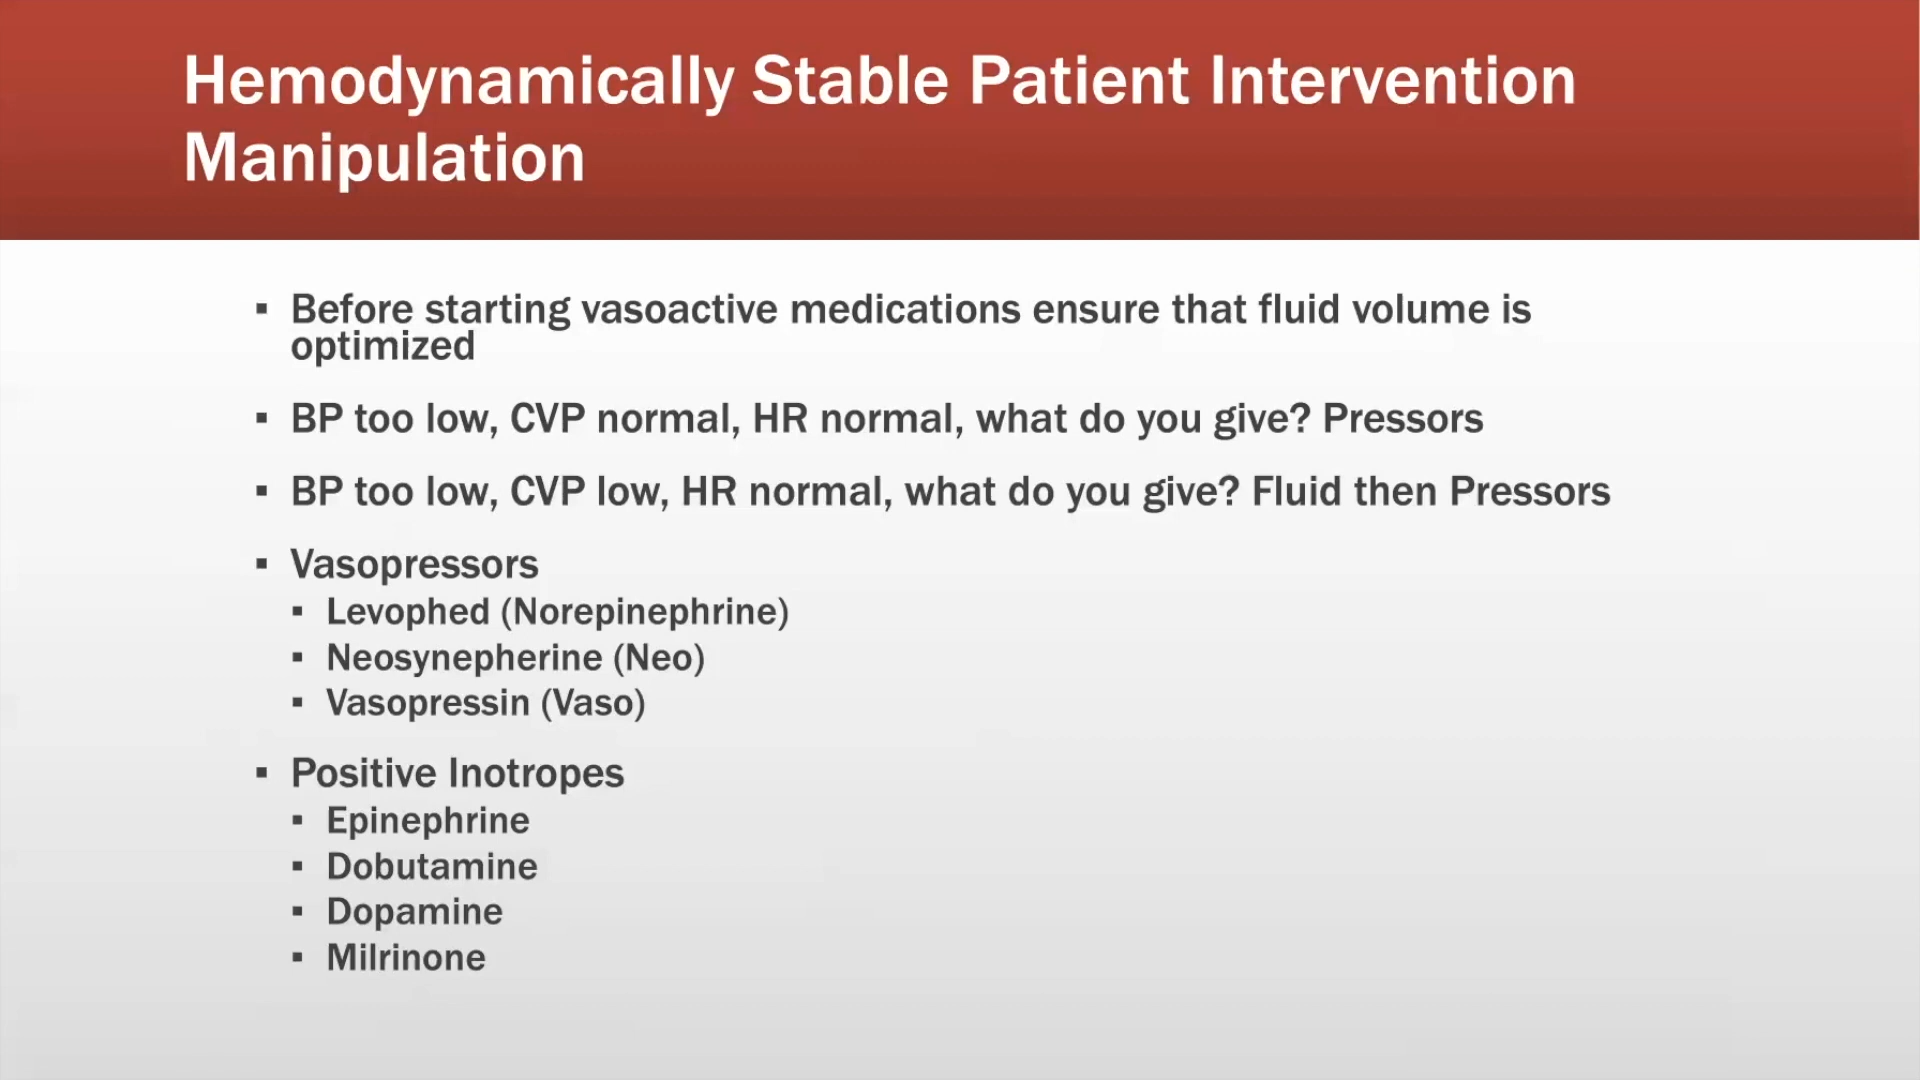 Hemodynamically Stable Patient Intervention
Manipulation
▪ Before starting vasoactive medications ensure that fluid volume is
optimized
▪ BP too low, CVP normal, HR normal, what do you give? Pressors
▪ BP too low, CVP low, HR normal, what do you give? Fluid then Pressors
▪ Vasopressors
▪ Levophed (Norepinephrine)
▪ Neosynepherine (Neo)
▪ Vasopressin (Vaso)
▪ Positive Inotropes
▪ Epinephrine
▪ Dobutamine
▪ Dopamine
▪ Milrinone